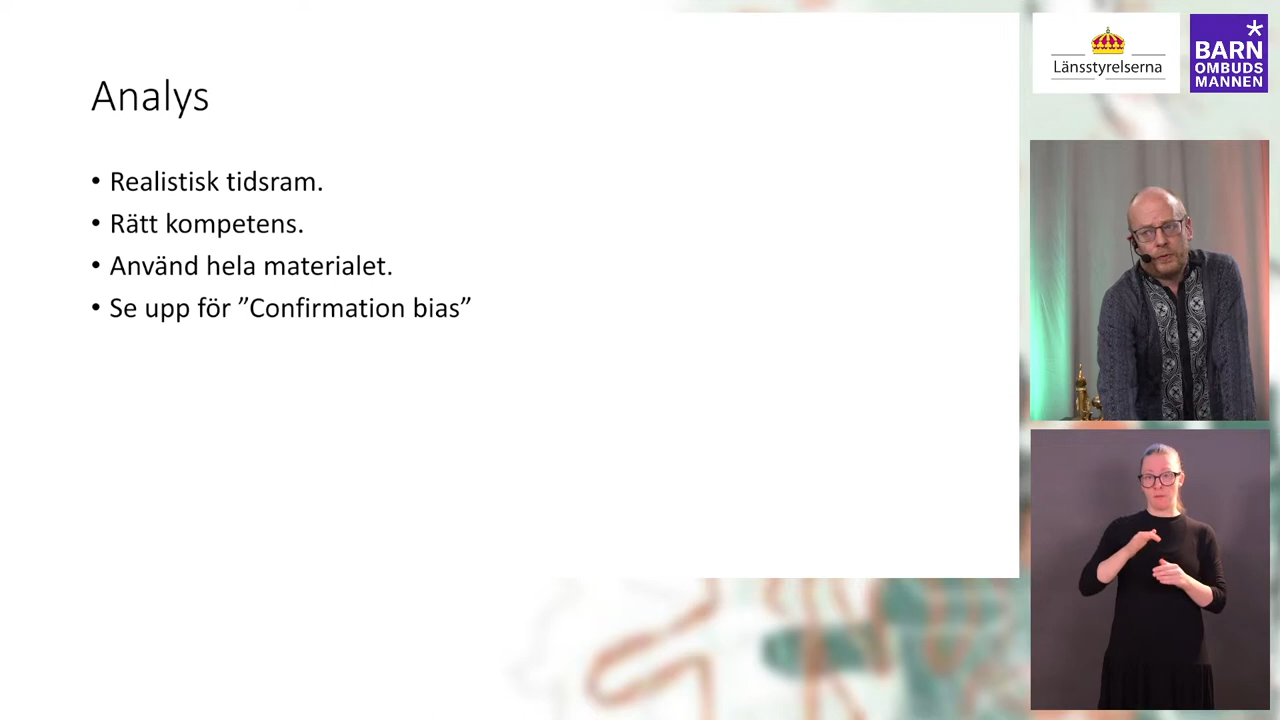 Analys
• Realistisk tidsram.
• Rätt kompetens.
• Använd hela materialet.
• Se upp för ”Confirmation bias”
Länsstyrelserna
BARN
OMBUDS
MANNEN